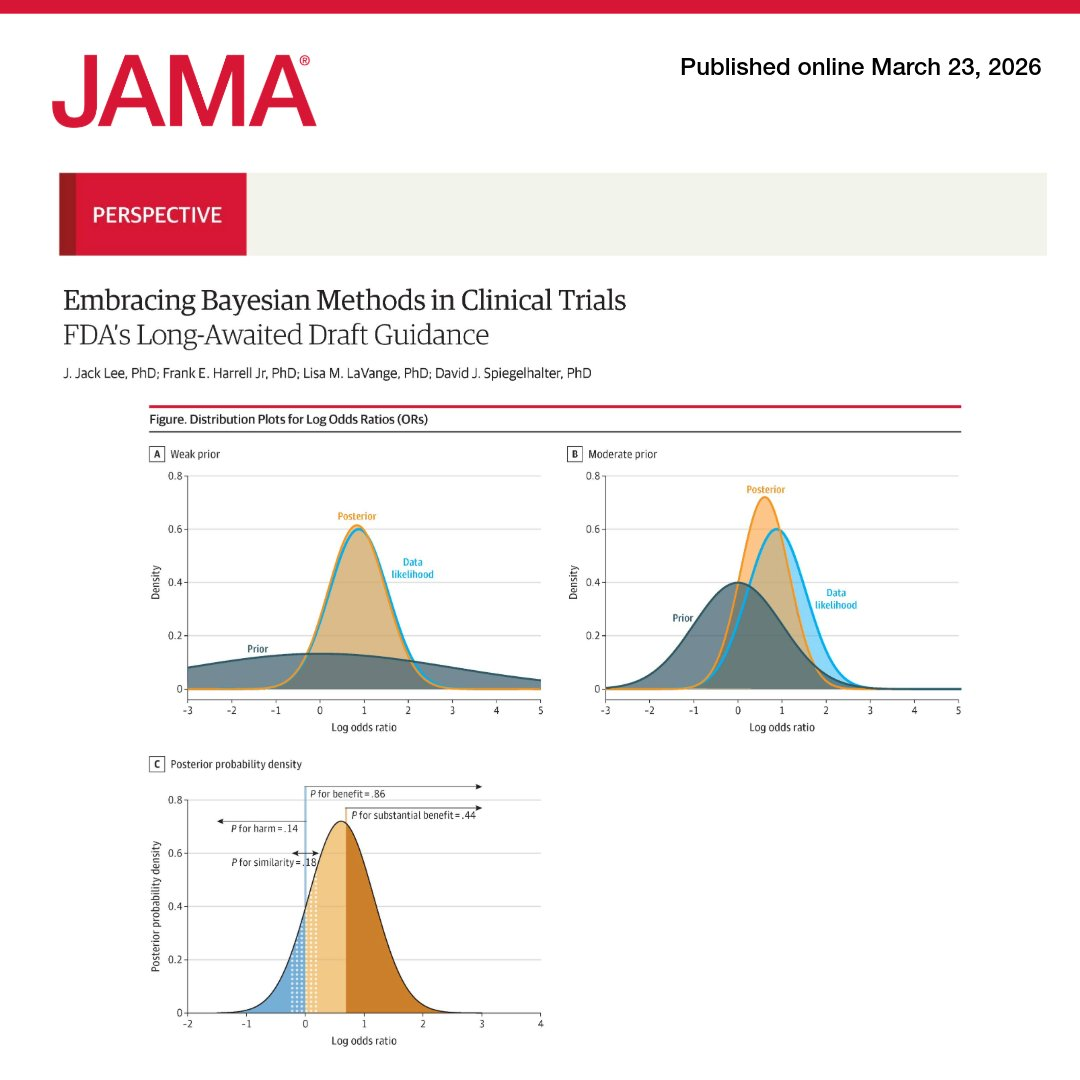 JAMA®
Published online March 23, 2026
PERSPECTIVE
Embracing Bayesian Methods in Clinical Trials
FDA's Long-Awaited Draft Guidance
J. Jack Lee, PhD; Frank E. Harrell Jr, PhD; Lisa M. LaVange, PhD; David J. Spiegelhalter, PhD
Figure. Distribution Plots for Log Odds Ratios (ORs)
A Weak prior
0.8
0.6
0.4
0.2
0
Density
Posterior
Data
likelihood
Prior
-3 -2 -1 0 1 2 3 4 5
Log odds ratio
B Moderate prior
0.8
0.6
0.4
0.2
0
Density
Posterior
Data
likelihood
Prior
-3 -2 -1 0 1 2 3 4 5
Log odds ratio
C Posterior probability density
0.8
0.6
0.4
0.2
0
Posterior probability density
P for benefit=.86
P for substantial benefit=.44
P for harm=.14
P for similarity=.18
-2 -1 0 1 2 3 4
Log odds ratio